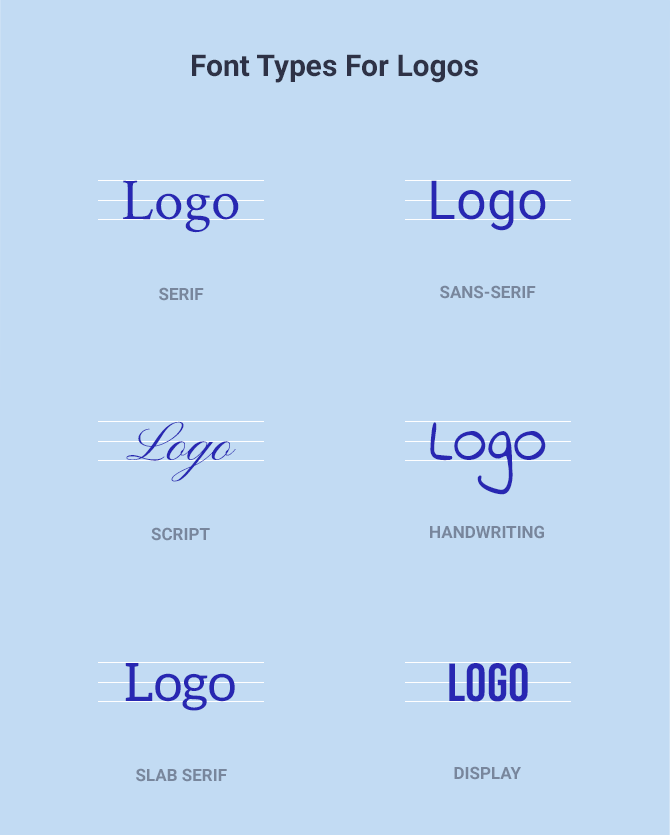 Font Types For Logos
Logo
Logo
SERIF
SANS-SERIF
Logo
Logo
SCRIPT
HANDWRITING
Logo
LOGO
SLAB SERIF
DISPLAY